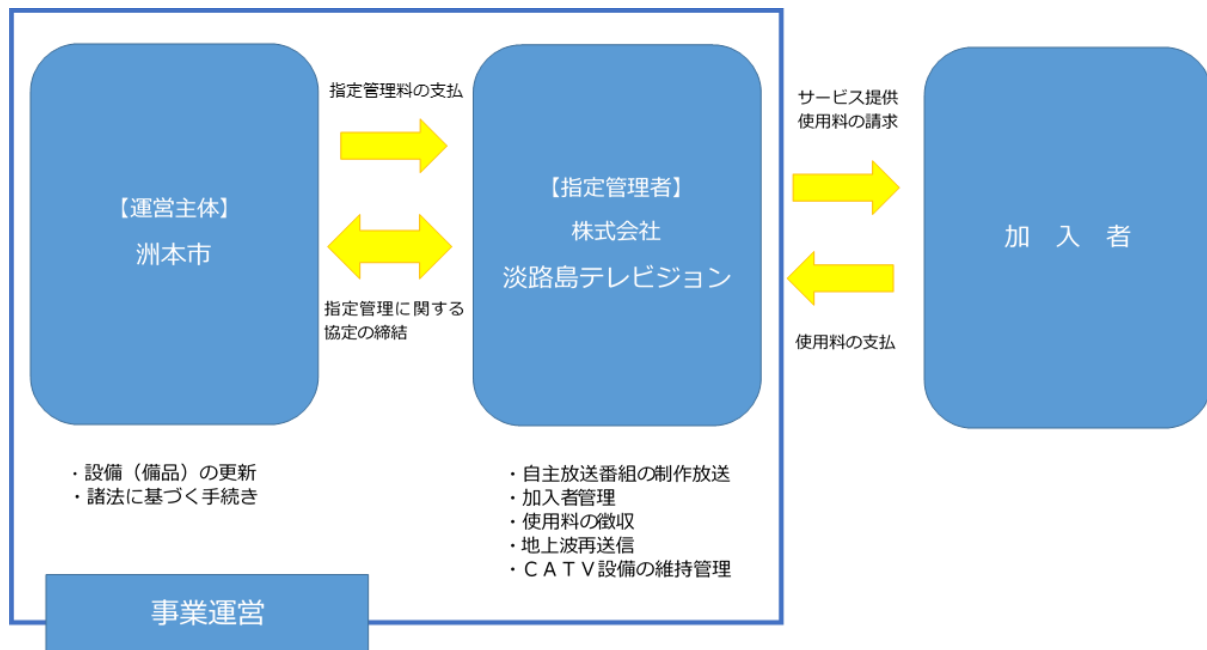 指定管理料の支払
サービス提供
使用料の請求
【運営主体】
洲本市
【指定管理者】
株式会社
淡路島テレビジョン
加　入　者
指定管理に関する
協定の締結
使用料の支払
・設備（備品）の更新
・諸法に基づく手続き
・自主放送番組の制作放送
・加入者管理
・使用料の徴収
・地上波再送信
・ＣＡＴＶ設備の維持管理
事業運営